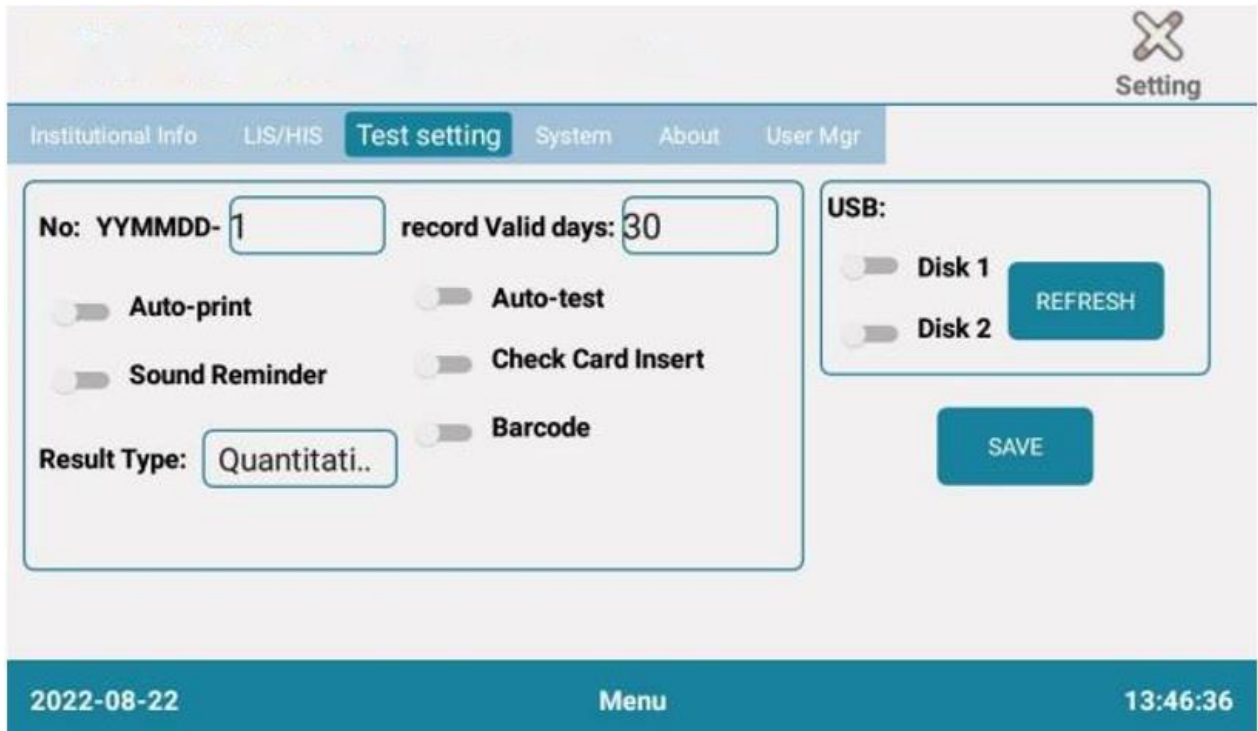 Setting
Institutional Info LIS/HIS Test setting System About User Mgr
No: YYMMDD- 1 record Valid days: 30
USB:
Auto-print Auto-test
Disk 1
REFRESH
Disk 2
Sound Reminder Check Card Insert
Barcode
Result Type: Quantitati..
SAVE
2022-08-22 Menu 13:46:36